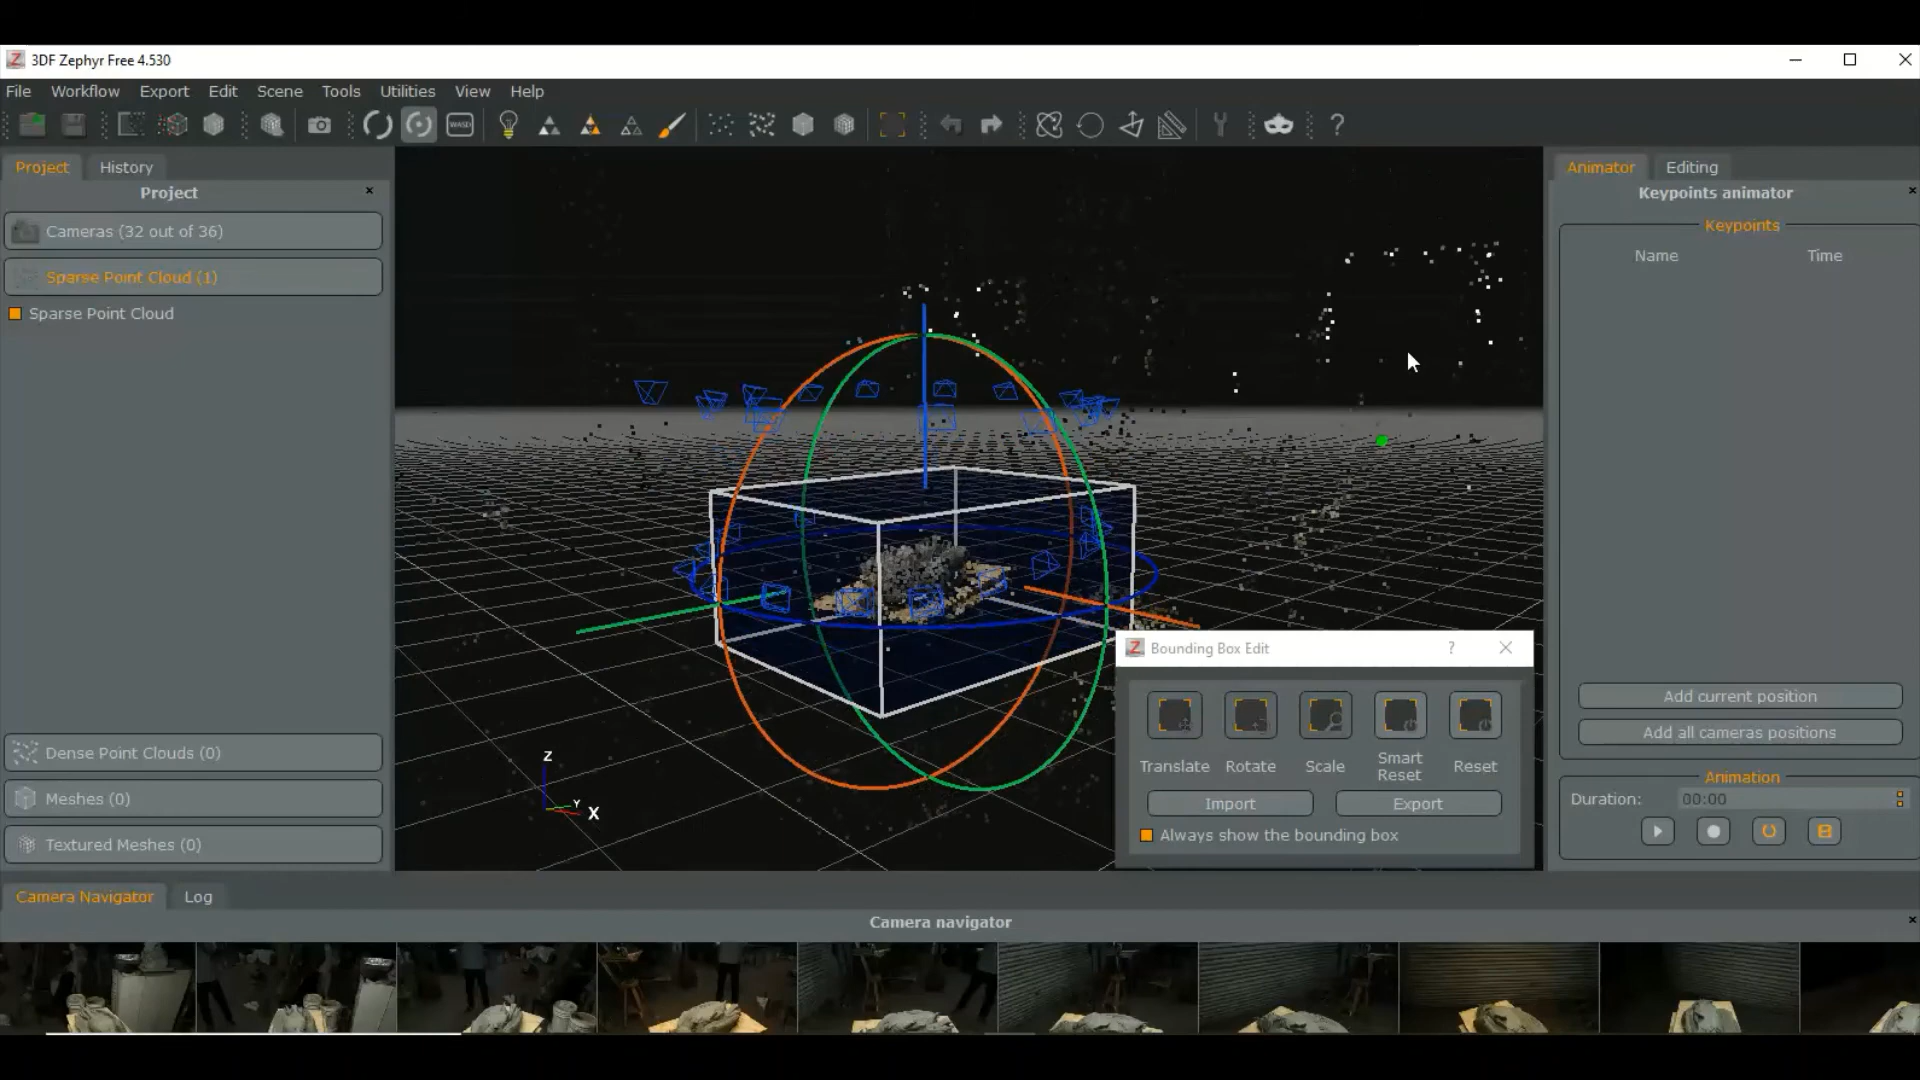 3DF Zephyr Free 4.530
File Workflow Export Edit Scene Tools Utilities View Help
WASD
?
Project History
Project
Cameras (32 out of 36)
Sparse Point Cloud (1)
Sparse Point Cloud
Dense Point Clouds (0)
Meshes (0)
Textured Meshes (0)
Z
Y
X
Bounding Box Edit
?
Translate Rotate Scale Smart Reset Reset
Import Export
Always show the bounding box
Animator Editing
Keypoints animator
Keypoints
Name Time
Add current position
Add all cameras positions
Animation
Duration: 00:00
Camera Navigator Log
Camera navigator